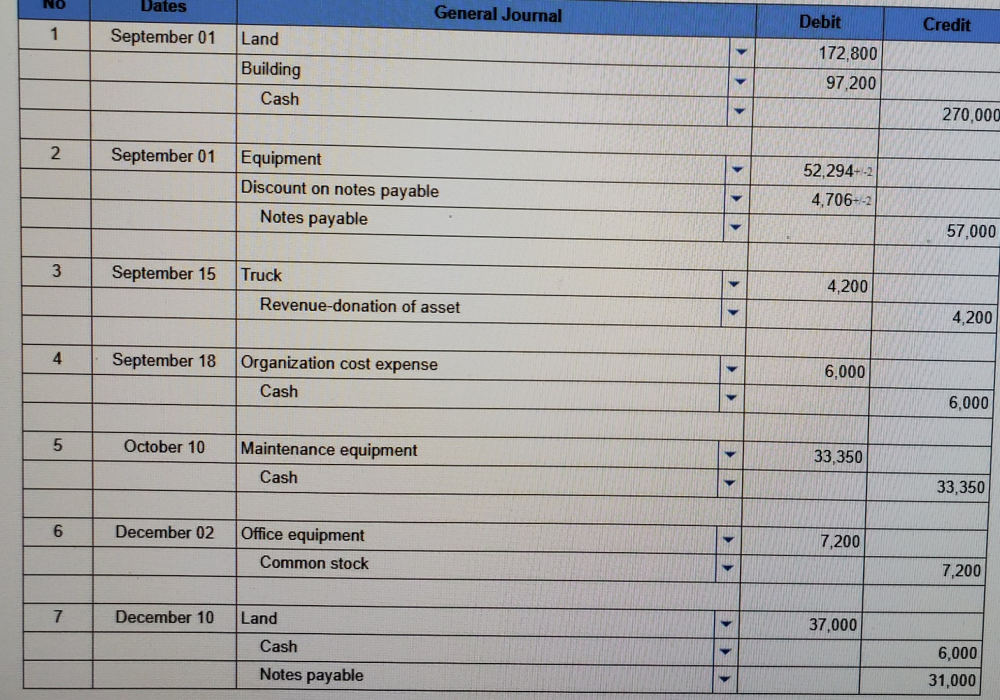 No Dates General Journal Debit Credit
1 September 01 Land 172,800
Building 97,200
Cash 270,000
2 September 01 Equipment 52,294+-2
Discount on notes payable 4,706+-2
Notes payable 57,000
3 September 15 Truck 4,200
Revenue-donation of asset 4,200
4 September 18 Organization cost expense 6,000
Cash 6,000
5 October 10 Maintenance equipment 33,350
Cash 33,350
6 December 02 Office equipment 7,200
Common stock 7,200
7 December 10 Land 37,000
Cash 6,000
Notes payable 31,000